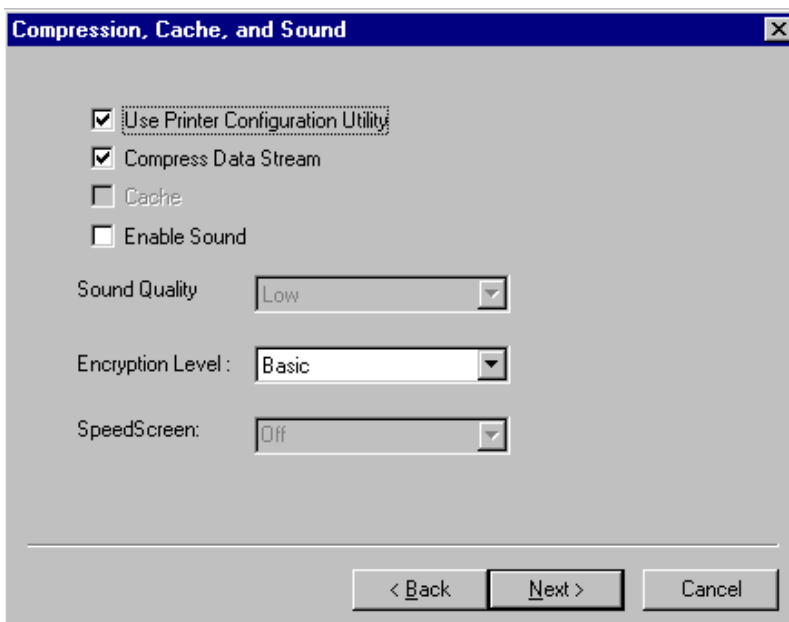 Compression, Cache, and Sound
Use Printer Configuration Utility
Compress Data Stream
Cache
Enable Sound
Sound Quality Low
Encryption Level : Basic
SpeedScreen: Off
< Back Next > Cancel